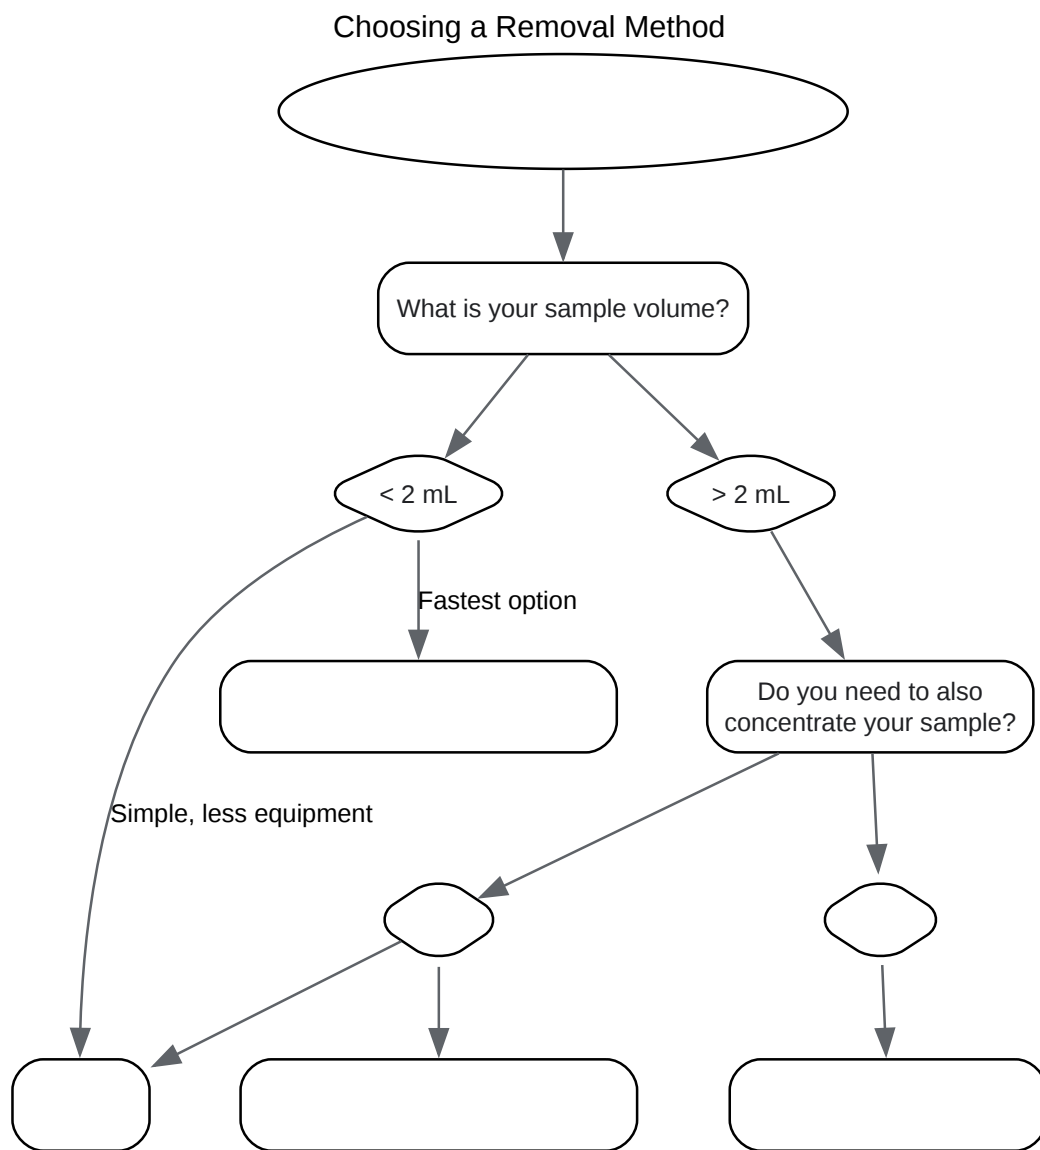 Choosing a Removal Method
What is your sample volume?
< 2 mL
> 2 mL
Fastest option
Do you need to also
concentrate your sample?
Simple, less equipment